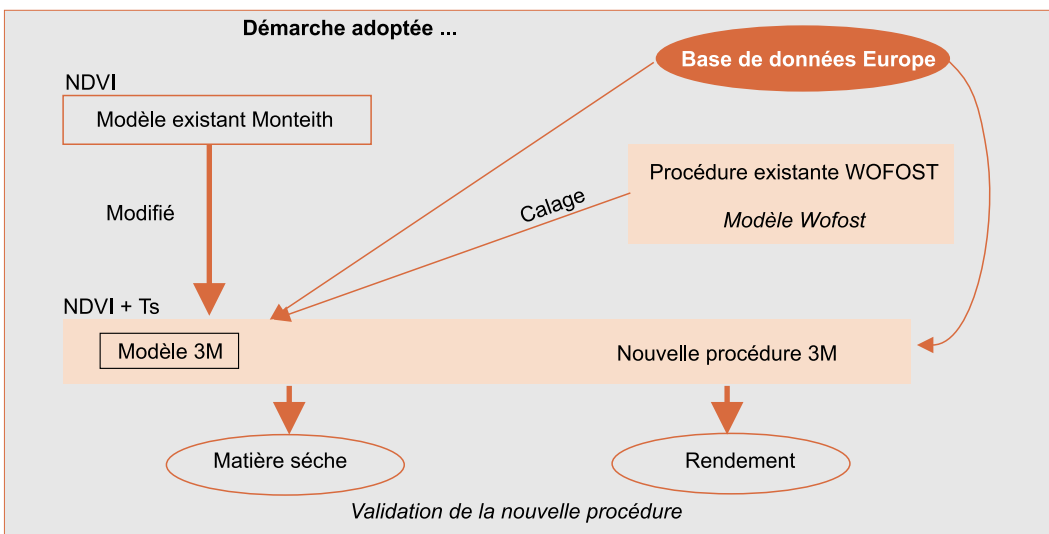 Démarche adoptée ...
Base de données Europe
NDVI
Modèle existant Monteith
Procédure existante WOFOST
Modèle Wofost
Calage
Modifié
NDVI + Ts
Modèle 3M
Nouvelle procédure 3M
Matière séche
Rendement
Validation de la nouvelle procédure